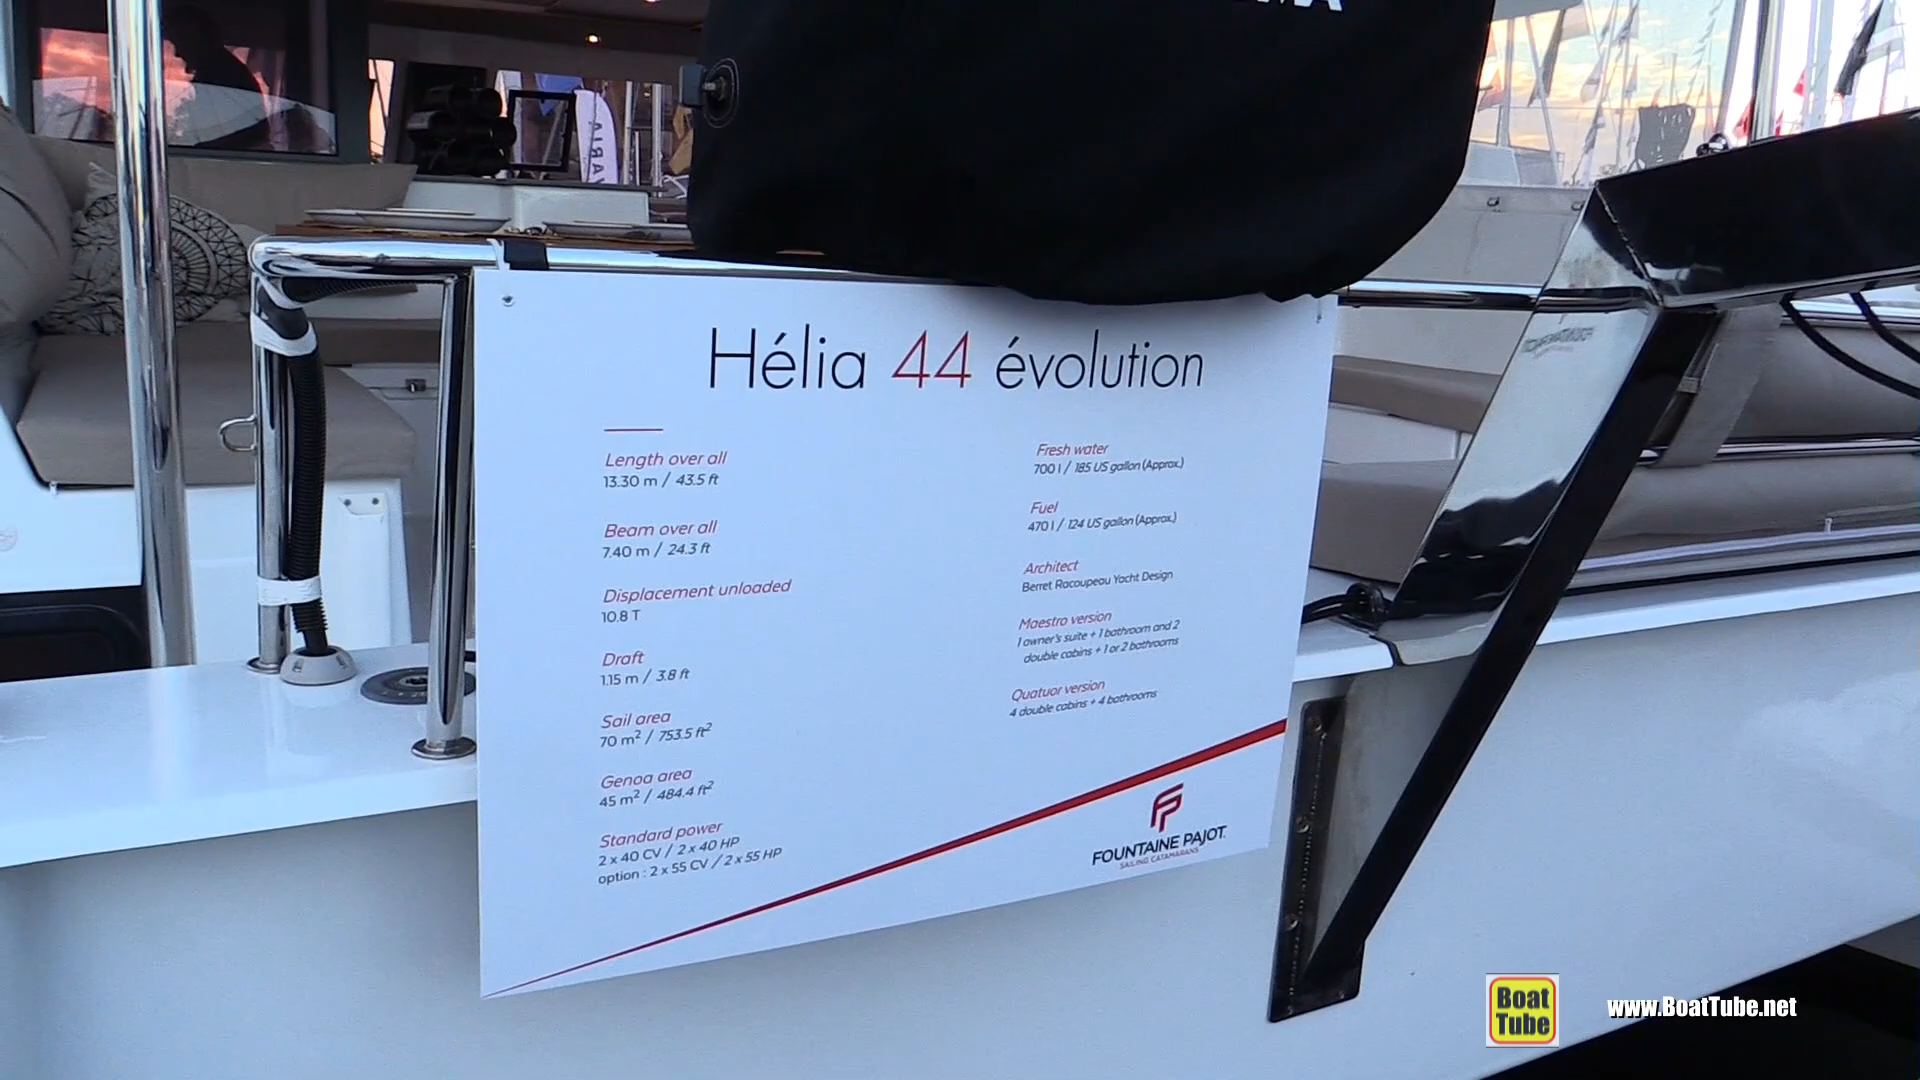 Hélia 44 évolution
Length over all
13.30 m / 43.5 ft
Beam over all
7.40 m / 24.3 ft
Displacement unloaded
10.8 T
Draft
1.15 m / 3.8 ft
Sail area
70 m² / 753.5 ft²
Genoa area
45 m² / 484.4 ft²
Standard power
2 x 40 CV / 2 x 40 HP
option : 2 x 55 CV / 2 x 55 HP
Fresh water
700 l / 185 US gallon (Approx.)
Fuel
470 l / 124 US gallon (Approx.)
Architect
Berret Racoupeau Yacht Design
Maestro version
1 owner's suite + 1 bathroom and 2
double cabins + 1 or 2 bathrooms
Quatuor version
4 double cabins + 4 bathrooms
FOUNTAINE PAJOT
SAILING CATAMARANS
Boat
Tube
www.BoatTube.net